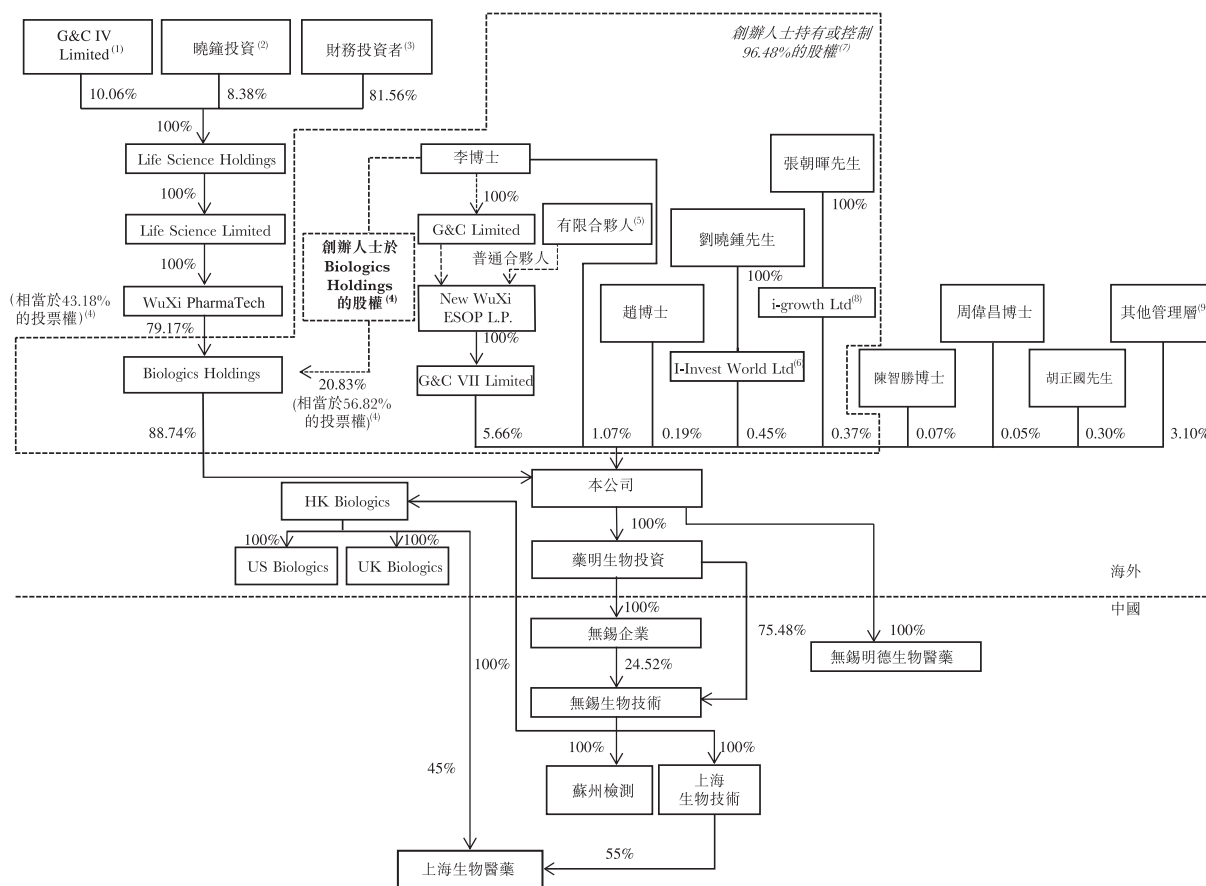 G&C IV
Limited(1)
曉鐘投資(2)
財務投資者(3)
創辦人士持有或控制
96.48%的股權(7)
10.06%
8.38%
81.56%
100%
Life Science Holdings
100%
Life Science Limited
100%
WuXi PharmaTech
(相當於43.18%
的投票權)(4)
79.17%
Biologics Holdings
88.74%
李博士
100%
G&C Limited
有限合夥人(5)
普通合夥人
創辦人士於
Biologics
Holdings
的股權(4)
New WuXi
ESOP L.P.
100%
G&C VII Limited
20.83%
(相當於56.82%
的投票權)(4)
5.66%
1.07%
趙博士
0.19%
劉曉鍾先生
100%
I-Invest World Ltd(6)
0.45%
張朝暉先生
100%
i-growth Ltd(8)
0.37%
陳智勝博士
0.07%
周偉昌博士
0.05%
胡正國先生
0.30%
其他管理層(9)
3.10%
本公司
HK Biologics
100%
100%
US Biologics
UK Biologics
100%
藥明生物投資
海外
中國
100%
無錫企業
75.48%
100%
無錫明德生物醫藥
24.52%
100%
無錫生物技術
100%
100%
45%
蘇州檢測
上海
生物技術
55%
上海生物醫藥